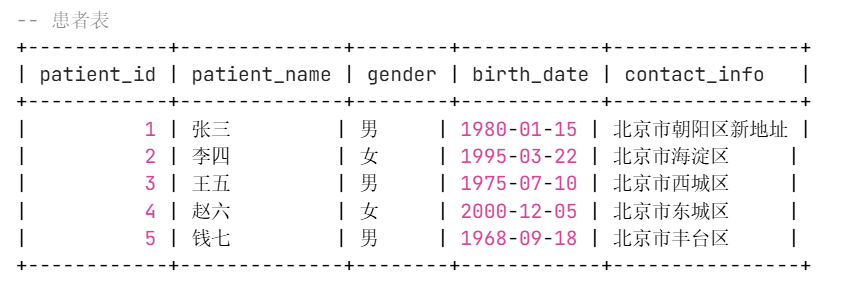 -- 患者表
+------------+--------------+--------+------------+----------------+
| patient_id | patient_name | gender | birth_date | contact_info   |
+------------+--------------+--------+------------+----------------+
|          1 | 张三         | 男     | 1980-01-15 | 北京市朝阳区新地址 |
|          2 | 李四         | 女     | 1995-03-22 | 北京市海淀区     |
|          3 | 王五         | 男     | 1975-07-10 | 北京市西城区     |
|          4 | 赵六         | 女     | 2000-12-05 | 北京市东城区     |
|          5 | 钱七         | 男     | 1968-09-18 | 北京市丰台区     |
+------------+--------------+--------+------------+----------------+